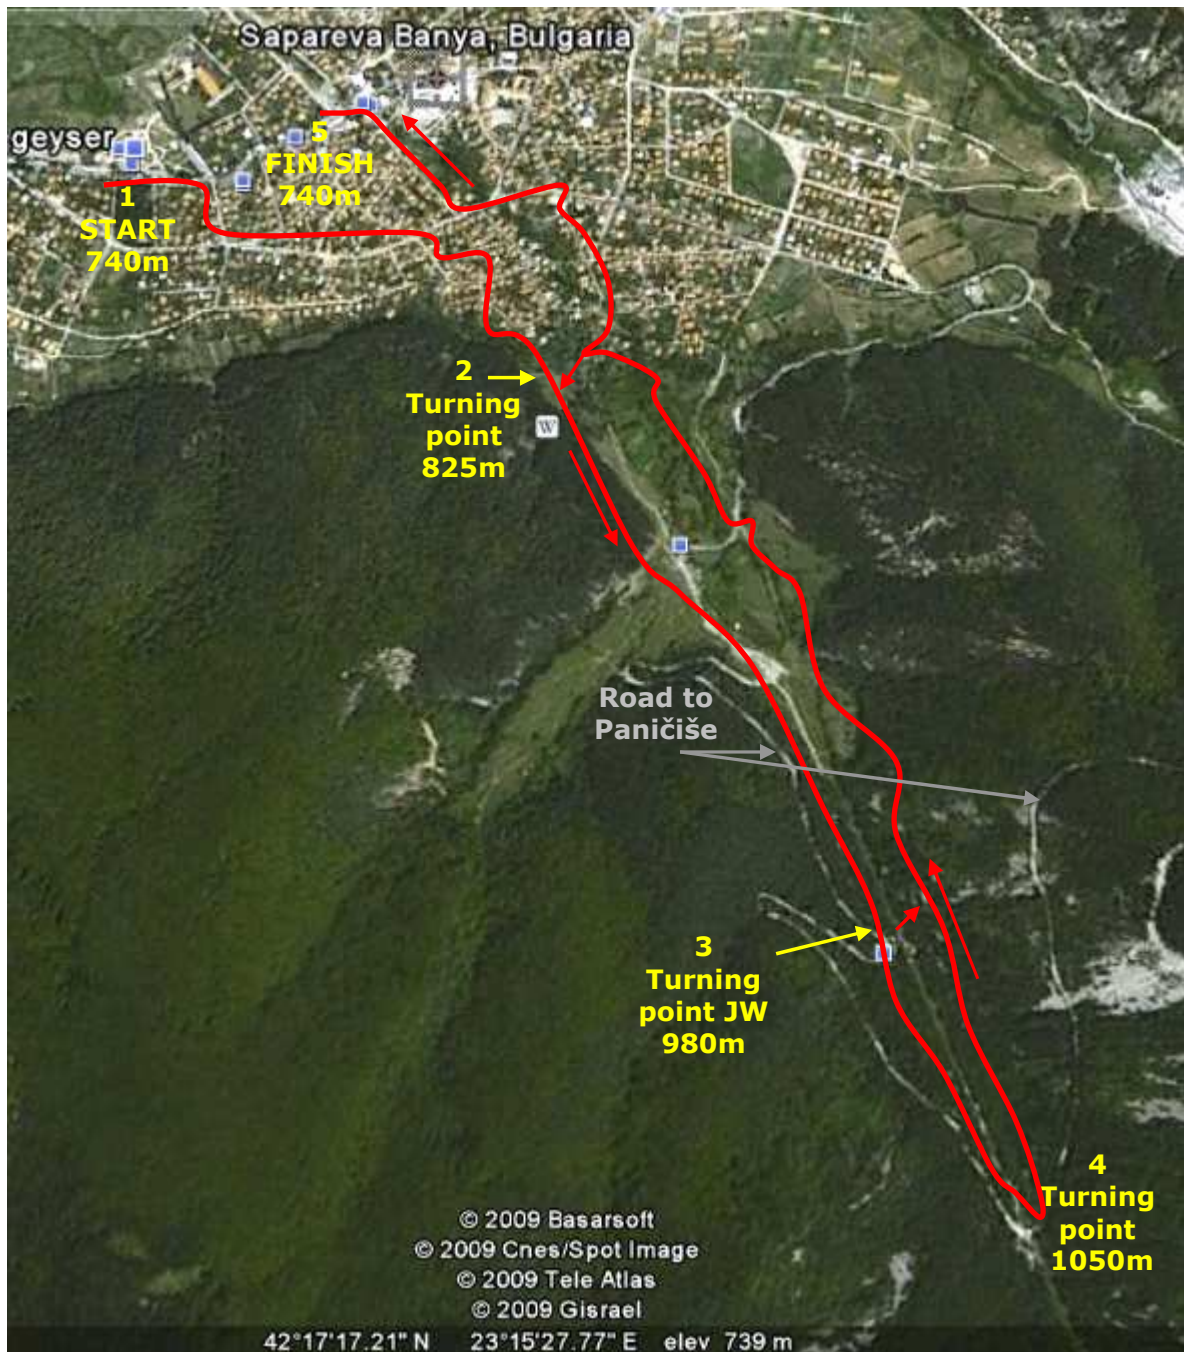 Sapareva Banya, Bulgaria
geyser
5
FINISH
740m
1
START
740m
2
Turning
point
825m
W
Road to
Paničiše
3
Turning
point JW
980m
4
Turning
point
1050m
© 2009 Basarsoft
© 2009 Cnes/Spot Image
© 2009 Tele Atlas
© 2009 Gisrael
42°17'17.21" N 23°15'27.77" E elev 739 m